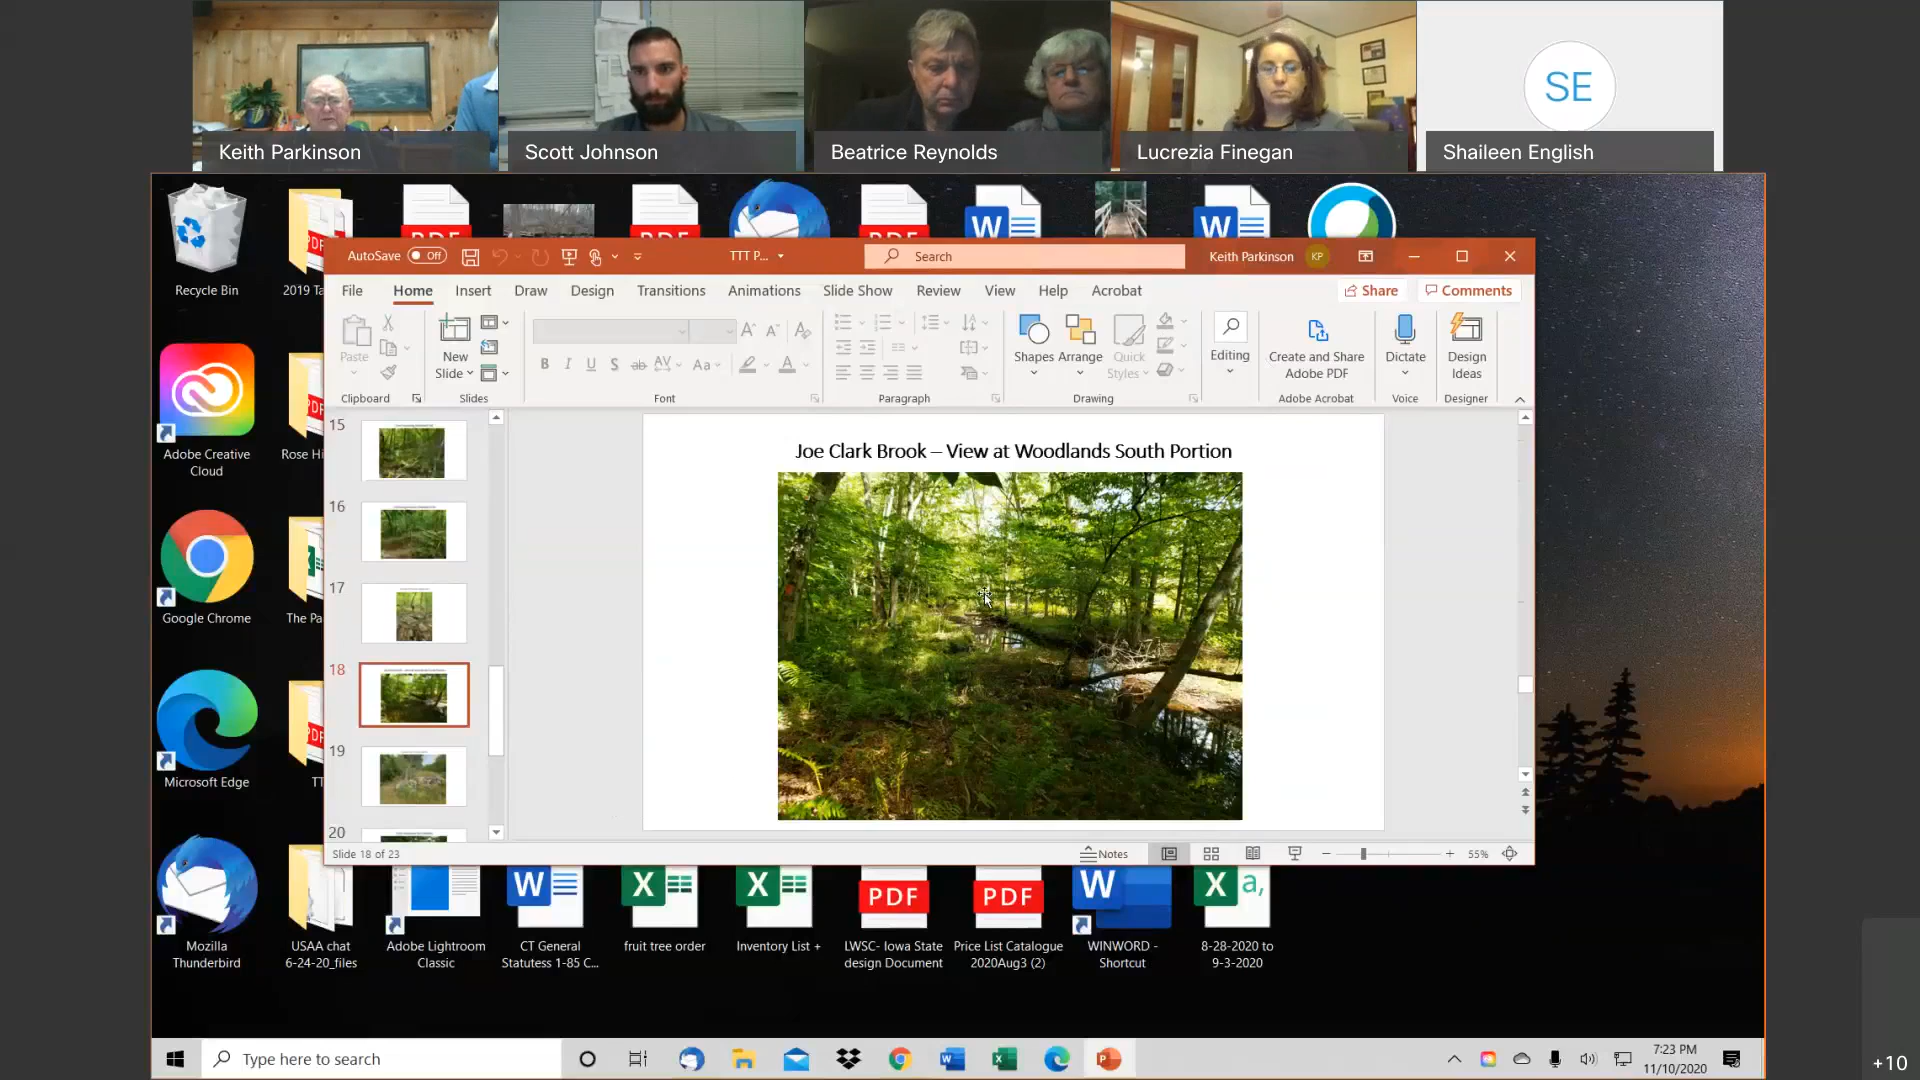 SE
Keith Parkinson
Scott Johnson
Beatrice Reynolds
Lucrezia Finegan
Shaileen English
PDF
W
PDF
W
PDF
AutoSave Off
TTT P...
Search
Keith Parkinson
KP
File Home Insert Draw Design Transitions Animations Slide Show Review View Help Acrobat
Share
Comments
Paste
New
Slide
Shapes
Arrange
Quick
Styles
Editing
Create and Share
Adobe PDF
Dictate
Design
Ideas
Clipboard
Slides
Font
Paragraph
Drawing
Adobe Acrobat
Voice
Designer
15
16
17
18
19
20
Joe Clark Brook – View at Woodlands South Portion
Slide 18 of 23
Notes
55%
Recycle Bin
2019 Ta
Adobe Creative
Cloud
Rose Hi
Google Chrome
The Pa
Microsoft Edge
TT
Mozilla
Thunderbird
USAA chat
6-24-20_files
Adobe Lightroom
Classic
W
CT General
Statutess 1-85 C...
X
fruit tree order
X
Inventory List +
PDF
LWSC- Iowa State
design Document
PDF
Price List Catalogue
2020Aug3 (2)
W
WINWORD -
Shortcut
X a,
8-28-2020 to
9-3-2020
Type here to search
7:23 PM
11/10/2020
+10